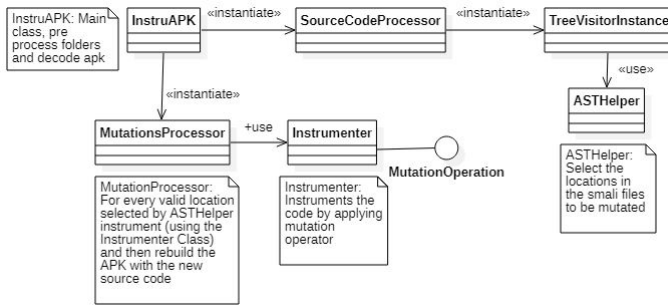 InstruAPK: Main
class, pre
process folders
and decode apk
InstruAPK
«instantiate»
SourceCodeProcessor
«instantiate»
TreeVisitorInstance
«instantiate»
«use»
ASTHelper
MutationsProcessor
+use
Instrumenter
MutationOperation
MutationProcessor:
For every valid location
selected by ASTHelper
instrument (using the
Instrumenter Class)
and then rebuild the
APK with the new
source code
Instrumenter:
Instruments the
code by applying
mutation
operator
ASTHelper:
Select the
locations in
the smali files
to be mutated